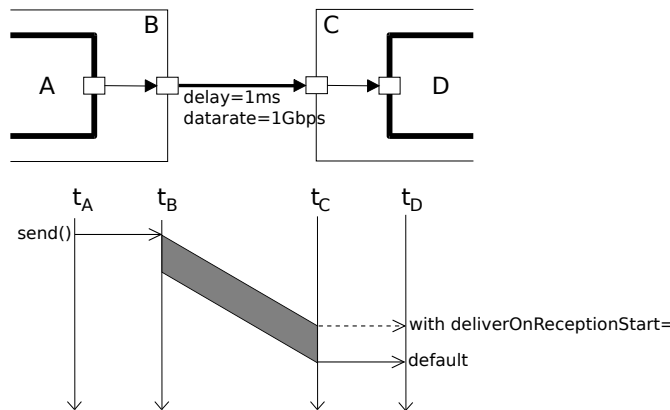 B
C
A
D
delay=1ms
datarate=1Gbps
tA
tB
tC
tD
send()
with deliverOnReceptionStart=
default